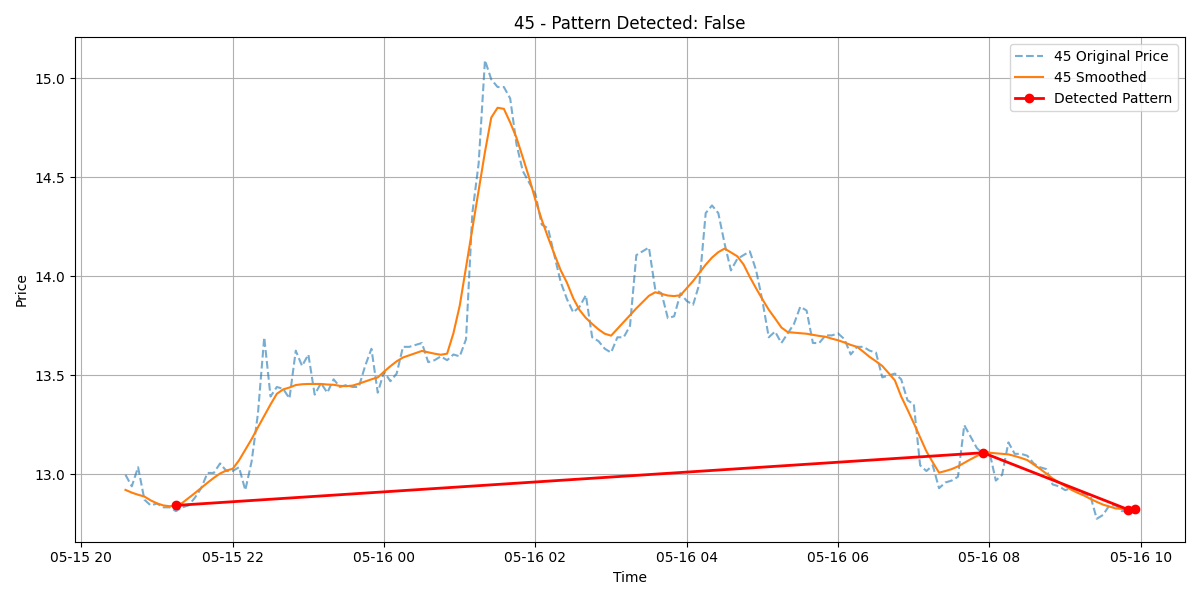 45 - Pattern Detected: False
45 Original Price
45 Smoothed
Detected Pattern
Price
15.0
14.5
14.0
13.5
13.0
05-15 20
05-15 22
05-16 00
05-16 02
05-16 04
05-16 06
05-16 08
05-16 10
Time